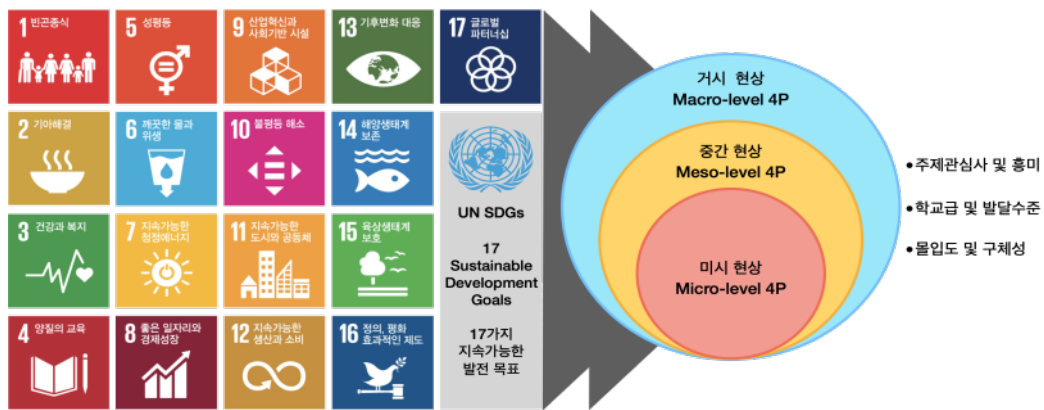 1 빈곤종식
2 기아해결
3 건강과 복지
4 양질의 교육
5 성평등
6 깨끗한 물과
위생
7 지속가능한
청정에너지
8 좋은 일자리와
경제성장
9 산업혁신과
사회기반 시설
10 불평등 해소
11 지속가능한
도시와 공동체
12 지속가능한
생산과 소비
13 기후변화 대응
14 해양생태계
보존
15 육상생태계
보호
16 정의, 평화
효과적인 제도
17 글로벌
파트너십
UN SDGs
17
Sustainable
Development
Goals
17가지
지속가능한
발전 목표
거시 현상
Macro-level 4P
중간 현상
Meso-level 4P
미시 현상
Micro-level 4P
•주제관심사 및 흥미
•학교급 및 발달수준
•몰입도 및 구체성